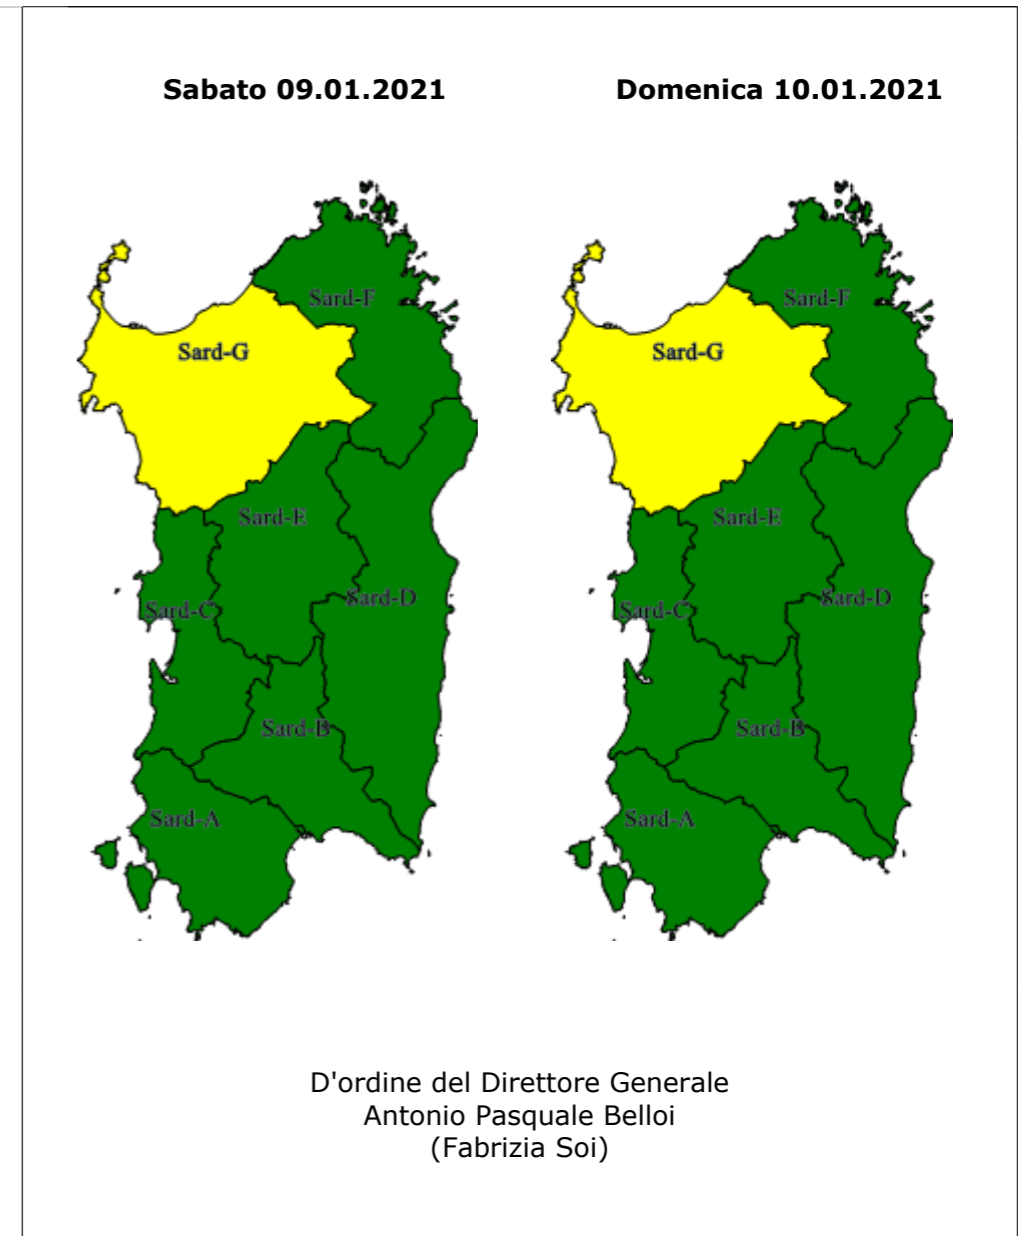 Sabato 09.01.2021
Domenica 10.01.2021
Sard-F
Sard-G
Sard-E
Sard-D
Sard-C
Sard-B
Sard-A
Sard-F
Sard-G
Sard-E
Sard-D
Sard-C
Sard-B
Sard-A
D'ordine del Direttore Generale
Antonio Pasquale Belloi
(Fabrizia Soi)